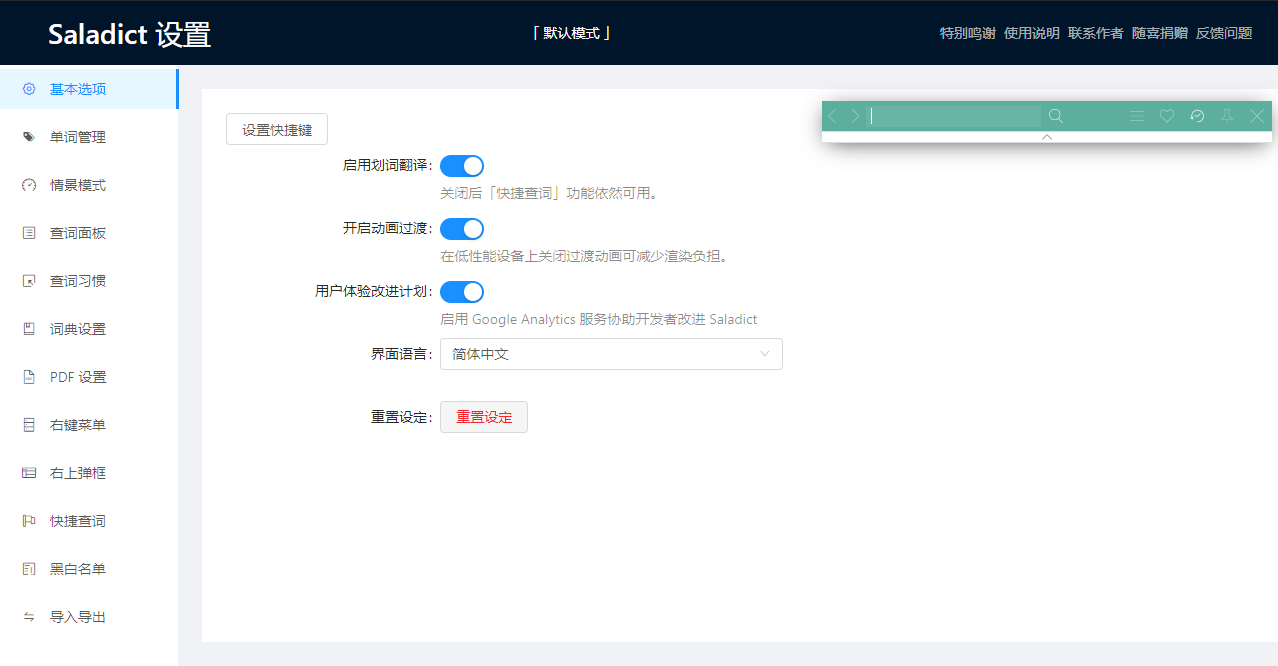 Saladict 设置
「 默认模式 」
特别鸣谢 使用说明 联系作者 随喜捐赠 反馈问题
基本选项
单词管理
情景模式
查词面板
查词习惯
词典设置
PDF 设置
右键菜单
右上弹框
快捷查词
黑白名单
导入导出
设置快捷键
启用划词翻译:
关闭后「快捷查词」功能依然可用。
开启动画过渡:
在低性能设备上关闭过渡动画可减少渲染负担。
用户体验改进计划:
启用 Google Analytics 服务协助开发者改进 Saladict
界面语言: 简体中文
重置设定: 重置设定